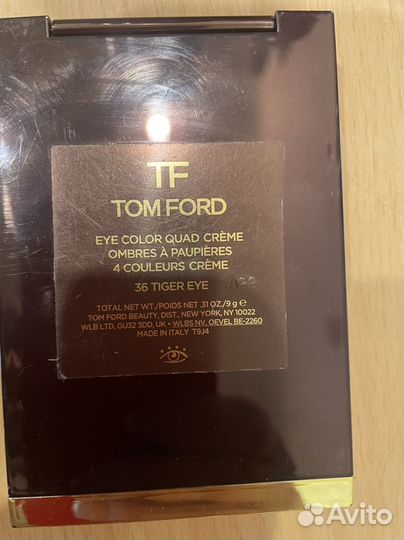 TF
TOM FORD
EYE COLOR QUAD CRÈME
OMBRES À PAUPIÈRES
4 COULEURS CRÈME
36 TIGER EYE A22
TOTAL NET WT./POIDS NET .31 OZ/9 g e
TOM FORD BEAUTY, DIST., NEW YORK, NY 10022
WLB LTD, GU32 3DD, UK • WLBS NV. OEVEL BE-2260
MADE IN ITALY T9J4
Avito